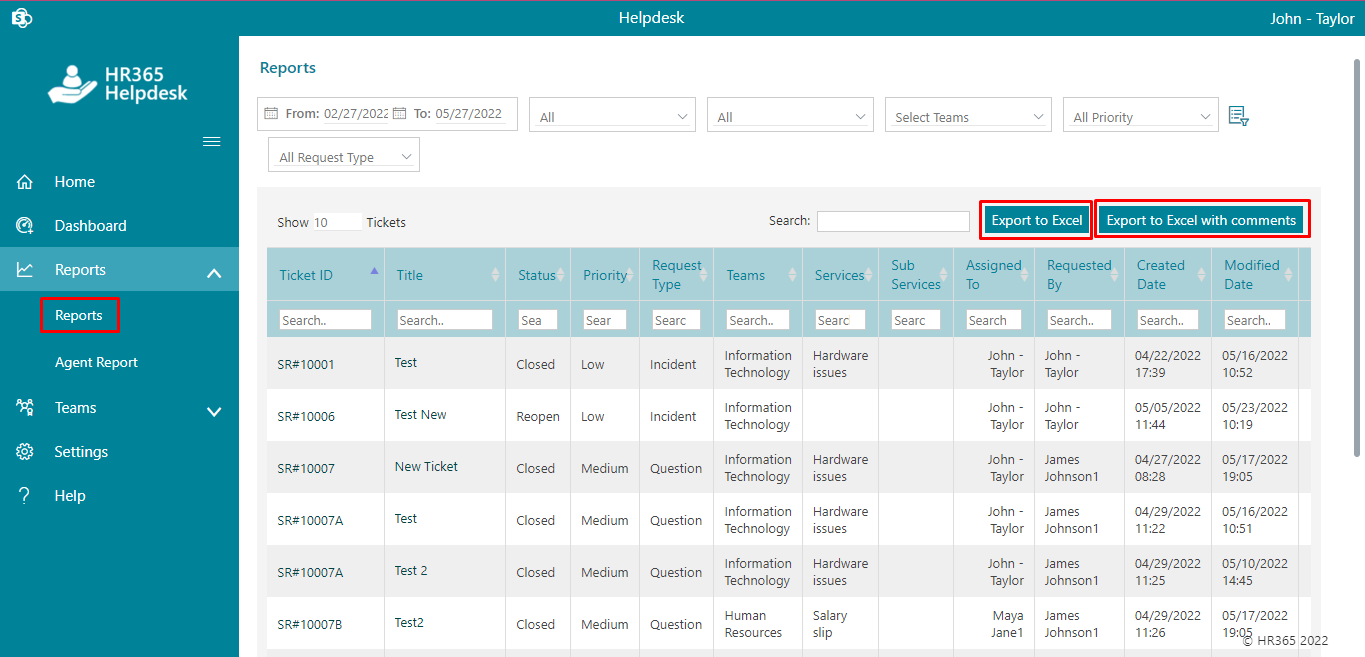 Helpdesk
John - Taylor
HR365
Helpdesk
Home
Dashboard
Reports
Reports
Agent Report
Teams
Settings
Help
Reports
From: 02/27/2022 To: 05/27/2022
All
All
Select Teams
All Priority
All Request Type
Show 10 Tickets
Search:
Export to Excel
Export to Excel with comments
Ticket ID
Title
Status
Priority
Request
Type
Teams
Services
Sub
Services
Assigned
To
Requested
By
Created
Date
Modified
Date
Search..
Search..
Sea
Sear
Searc
Search..
Searc
Searc
Search
Search..
Search..
Search..
SR#10001
Test
Closed
Low
Incident
Information
Technology
Hardware
issues
John -
Taylor
John -
Taylor
04/22/2022
17:39
05/16/2022
10:52
SR#10006
Test New
Reopen
Low
Incident
Information
Technology
John -
Taylor
John -
Taylor
05/05/2022
11:44
05/23/2022
10:19
SR#10007
New Ticket
Closed
Medium
Question
Information
Technology
Hardware
issues
John -
Taylor
James
Johnson1
04/27/2022
08:28
05/17/2022
19:05
SR#10007A
Test
Closed
Medium
Question
Information
Technology
Hardware
issues
John -
Taylor
James
Johnson1
04/29/2022
11:22
05/16/2022
10:51
SR#10007A
Test 2
Closed
Medium
Question
Information
Technology
Hardware
issues
John -
Taylor
James
Johnson1
04/29/2022
11:25
05/10/2022
14:45
SR#10007B
Test2
Closed
Medium
Question
Human
Resources
Salary
slip
Maya
Jane1
James
Johnson1
04/29/2022
11:26
05/17/2022
19:05
© HR365 2022